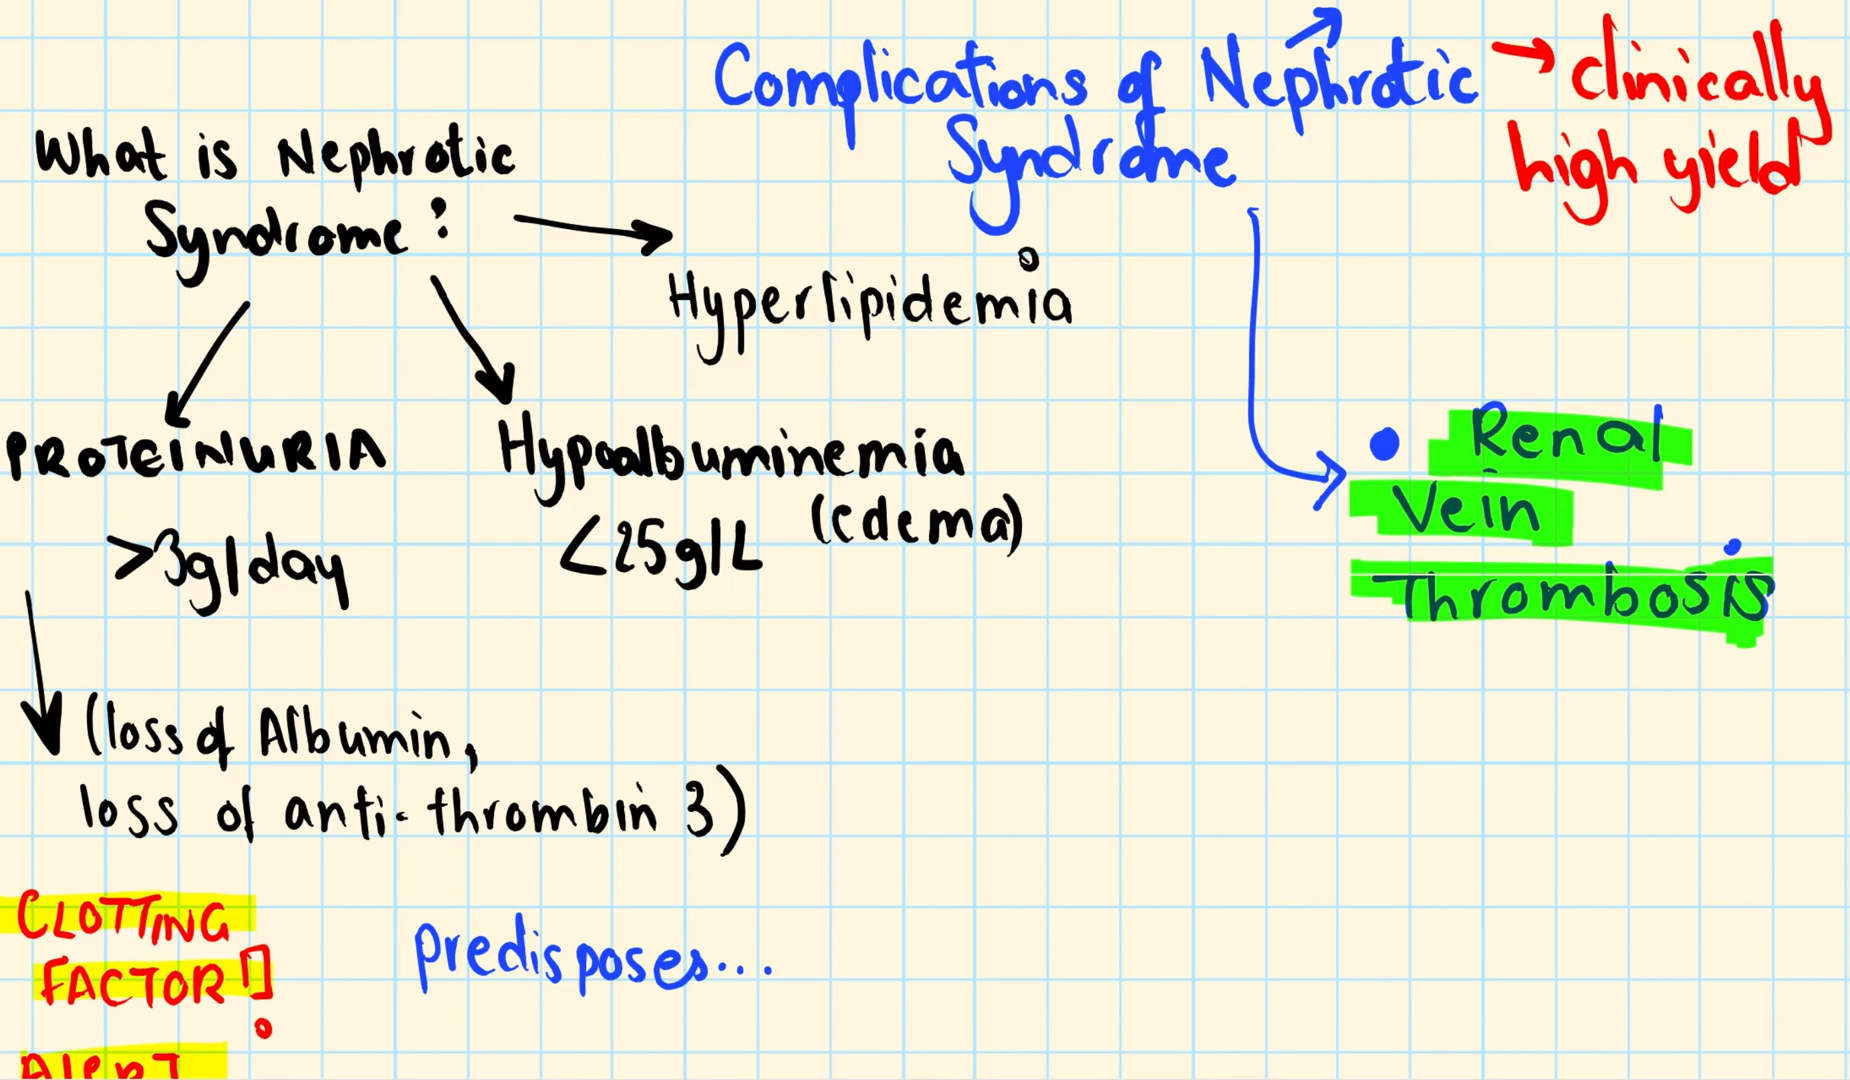 Complications of Nephrotic
Syndrome
→ clinically
high yield
What is Nephrotic
Syndrome?
Hyperlipidemia
PROTEINURIA
>3g/day
Hypoalbuminemia
<25g/L (edema)
• Renal
Vein
Thrombosis
(loss of Albumin,
loss of anti-thrombin 3)
CLOTTING
FACTOR
Alert
predisposes...